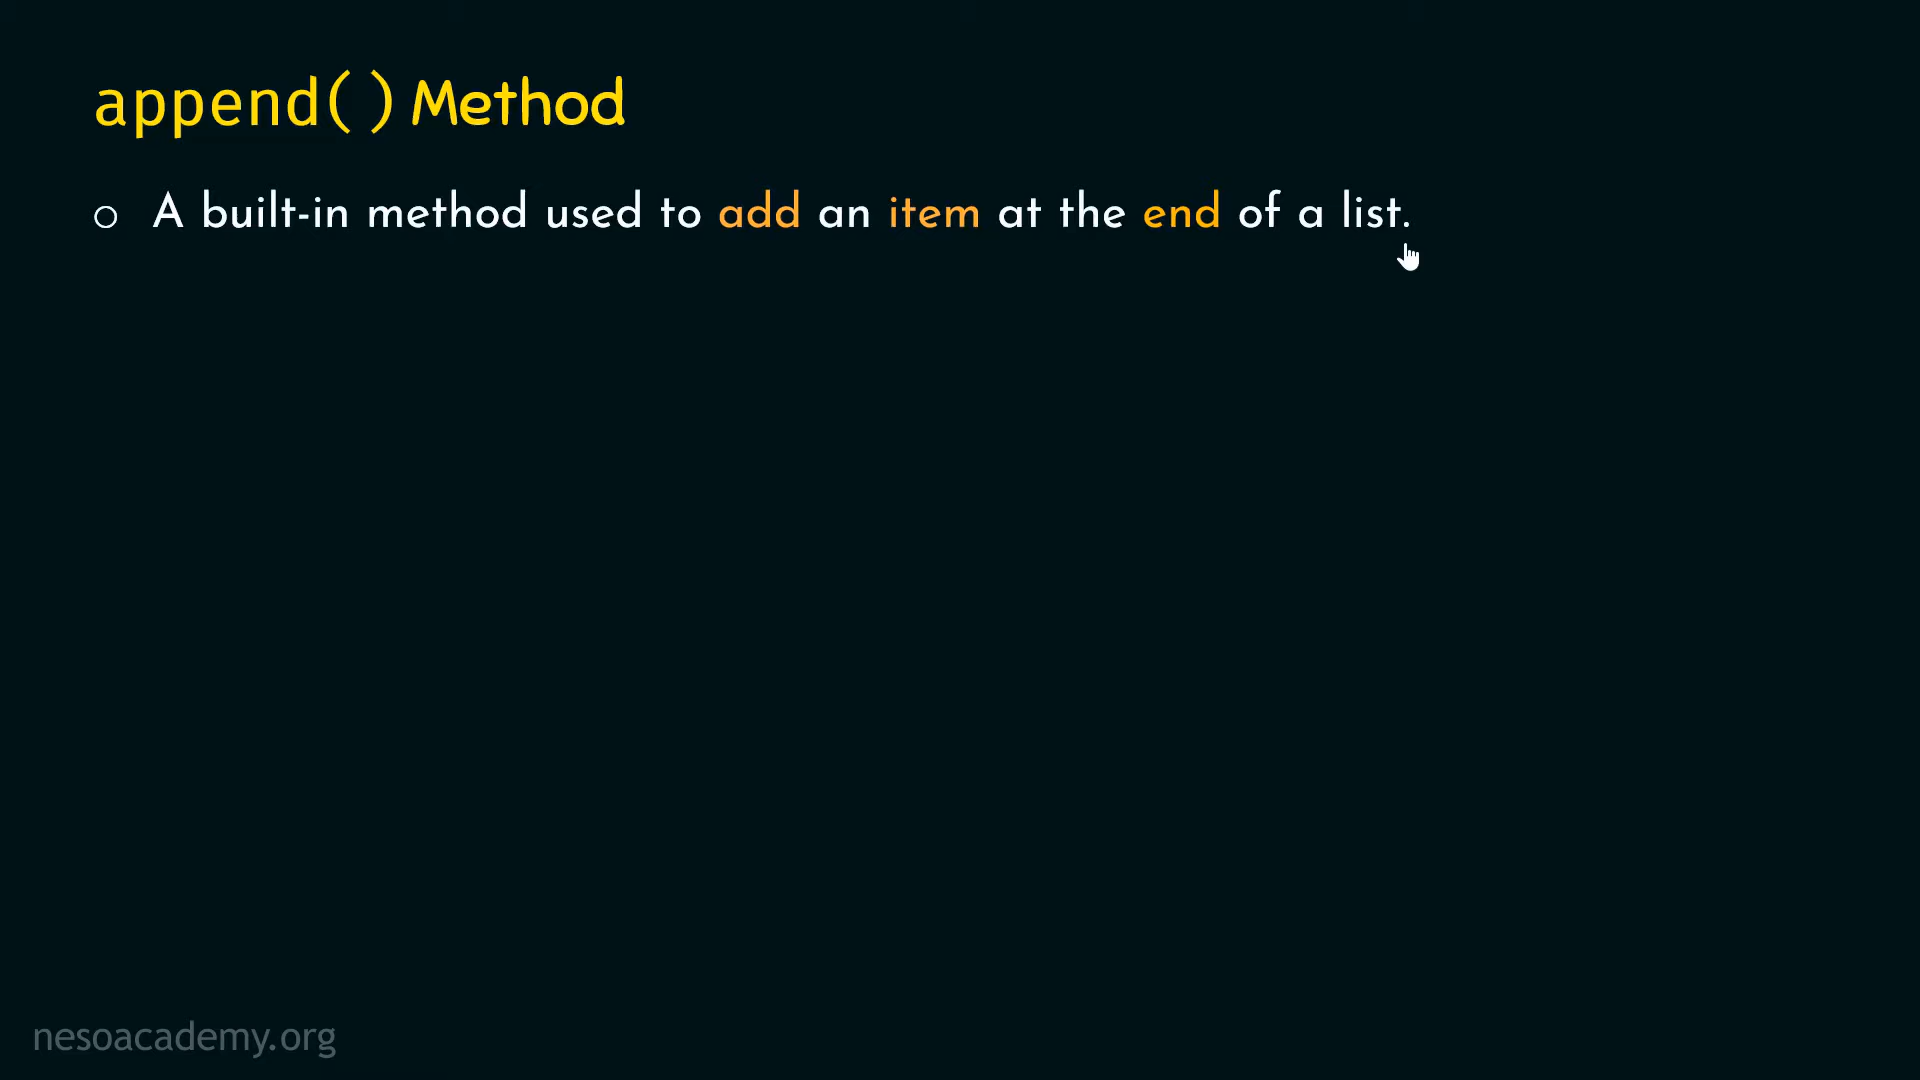 append() Method
○ A built-in method used to add an item at the end of a list.
nesoacademy.org